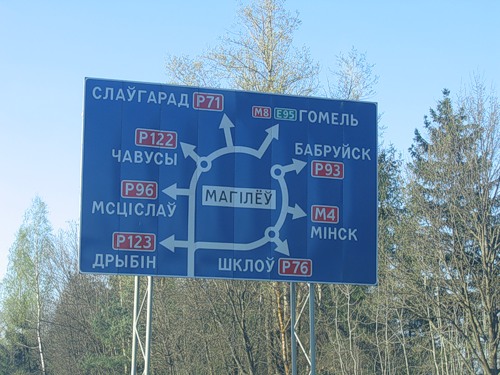 СЛАЎГАРАД Р71
М8 Е95 ГОМЕЛЬ
Р122
ЧАВУСЫ
БАБРУЙСК
Р93
Р96
МСЦІСЛАЎ
МАГІЛЁЎ
М4
МІНСК
Р123
ДРЫБІН
ШКЛОЎ Р76